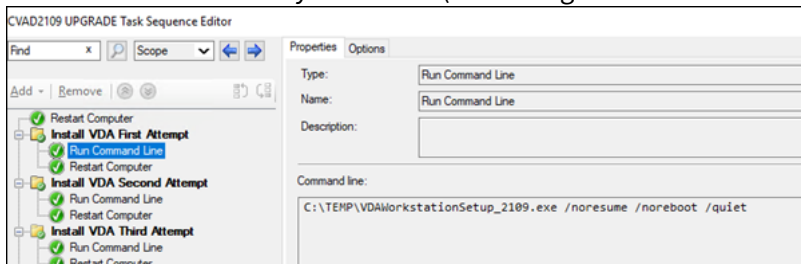 CVAD2109 UPGRADE Task Sequence Editor
Find x Scope
Properties Options
Add Remove
Type: Run Command Line
Name: Run Command Line
Description:
Restart Computer
Install VDA First Attempt
Run Command Line
Restart Computer
Install VDA Second Attempt
Run Command Line
Restart Computer
Install VDA Third Attempt
Run Command Line
Restart Computer
Command line:
C:\TEMP\VDAWorkstationSetup_2109.exe /noresume /noreboot /quiet